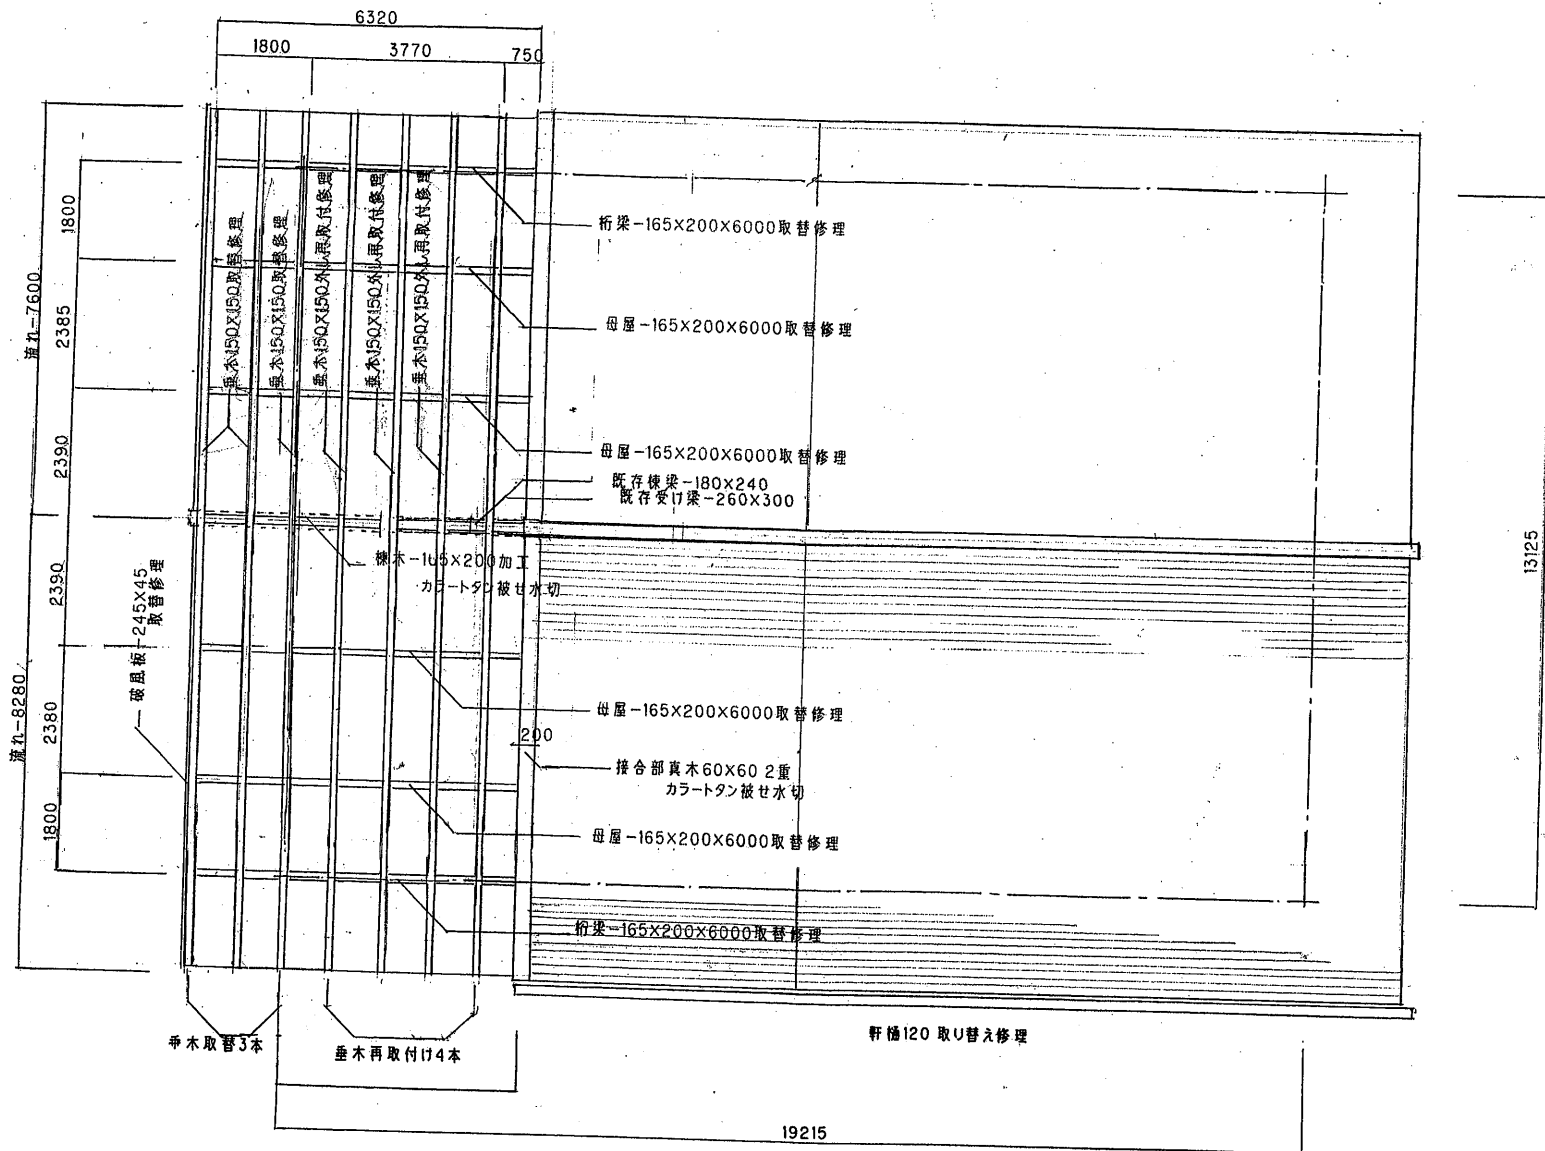 6320
1800
3770
750
流れ-7600
1800
2385
2390
垂木150X150取替修理
垂木150X150取替修理
垂木150X150外し再取付修理
垂木150X150外し再取付修理
垂木150X150外し再取付修理
桁梁-165X200X6000取替修理
母屋-165X200X6000取替修理
母屋-165X200X6000取替修理
既存棟梁-180X240
既存受け梁-260X300
棟木-165X200加工
カラートタン被せ水切
13125
流れ-8280
2390
2380
1800
破風板-245X45
取替修理
母屋-165X200X6000取替修理
200
接合部真木60X60 2重
カラートタン被せ水切
母屋-165X200X6000取替修理
桁梁-165X200X6000取替修理
垂木取替3本
垂木再取付け4本
軒樋120 取り替え修理
19215